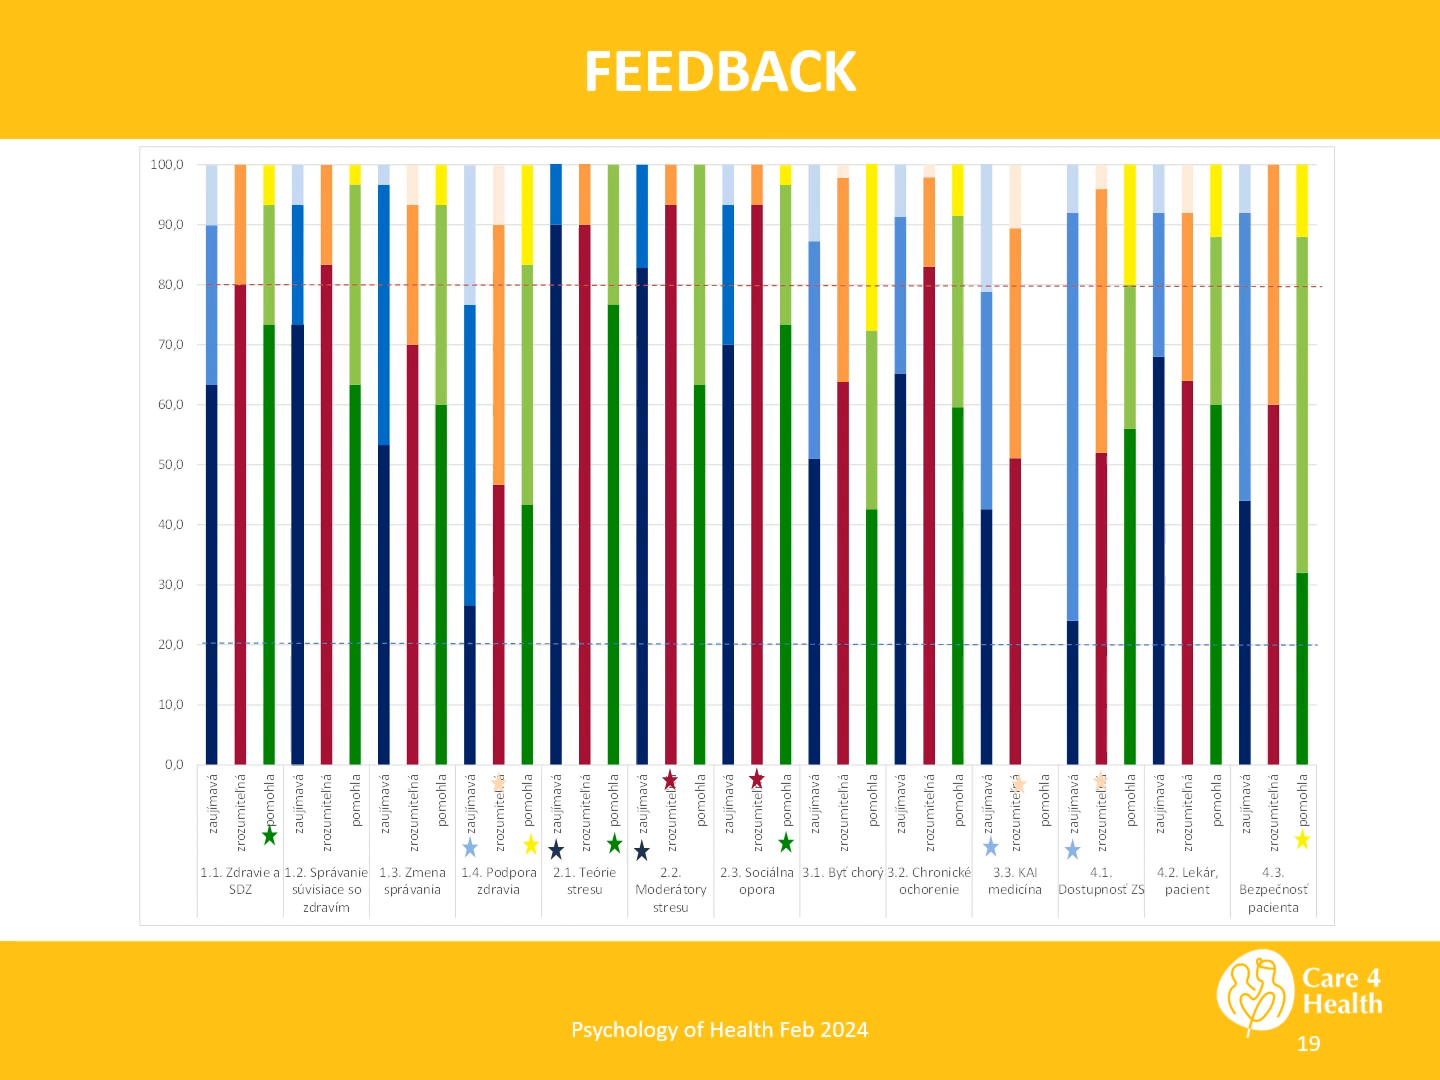 FEEDBACK
100,0
90,0
80,0
70,0
60,0
50,0
40,0
30,0
20,0
10,0
0,0
zaujímavá
zrozumiteľná
pomohla
zaujímavá
zrozumiteľná
pomohla
zaujímavá
zrozumiteľná
pomohla
zaujímavá
zrozumiteľná
pomohla
zaujímavá
zrozumiteľná
pomohla
zaujímavá
zrozumiteľná
pomohla
zaujímavá
zrozumiteľná
pomohla
zaujímavá
zrozumiteľná
pomohla
zaujímavá
zrozumiteľná
pomohla
zaujímavá
zrozumiteľná
pomohla
zaujímavá
zrozumiteľná
pomohla
zaujímavá
zrozumiteľná
pomohla
zaujímavá
zrozumiteľná
pomohla
1.1. Zdravie a
SDZ
1.2. Správanie
súvisiace so
zdravím
1.3. Zmena
správania
1.4. Podpora
zdravia
2.1. Teórie
stresu
2.2.
Moderátory
stresu
2.3. Sociálna
opora
3.1. Byť chorý
3.2. Chronické
ochorenie
3.3. KAI
medicína
4.1.
Dostupnosť ZS
4.2. Lekár,
pacient
4.3.
Bezpečnosť
pacienta
Care 4
Health
Psychology of Health Feb 2024
19